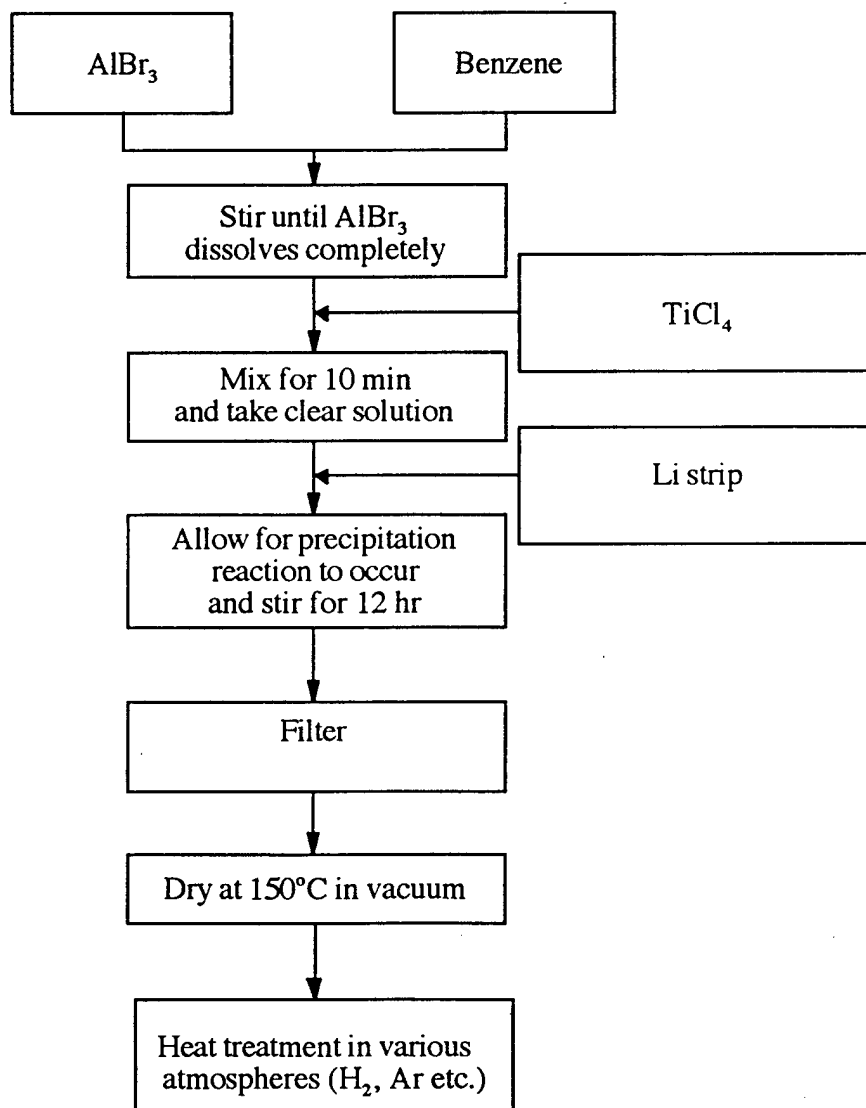 AlBr₃
Benzene
Stir until AlBr₃
dissolves completely
TiCl₄
Mix for 10 min
and take clear solution
Li strip
Allow for precipitation
reaction to occur
and stir for 12 hr
Filter
Dry at 150°C in vacuum
Heat treatment in various
atmospheres (H₂, Ar etc.)